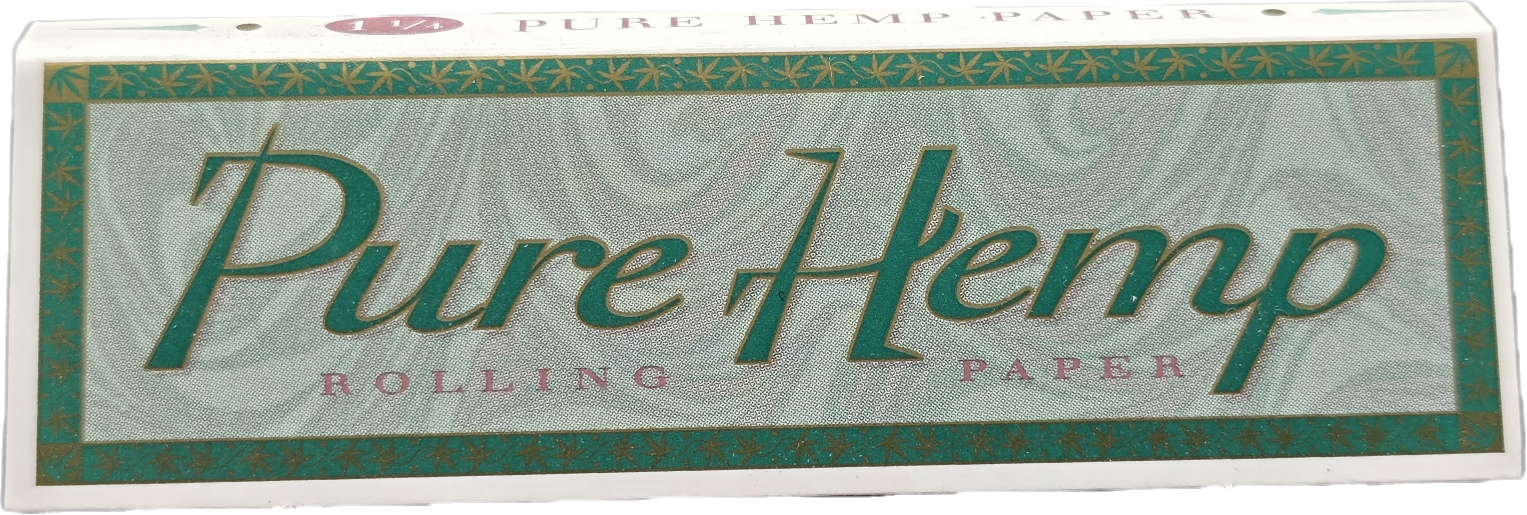 1 1/4 PURE HEMP PAPER
Pure Hemp
ROLLING PAPER